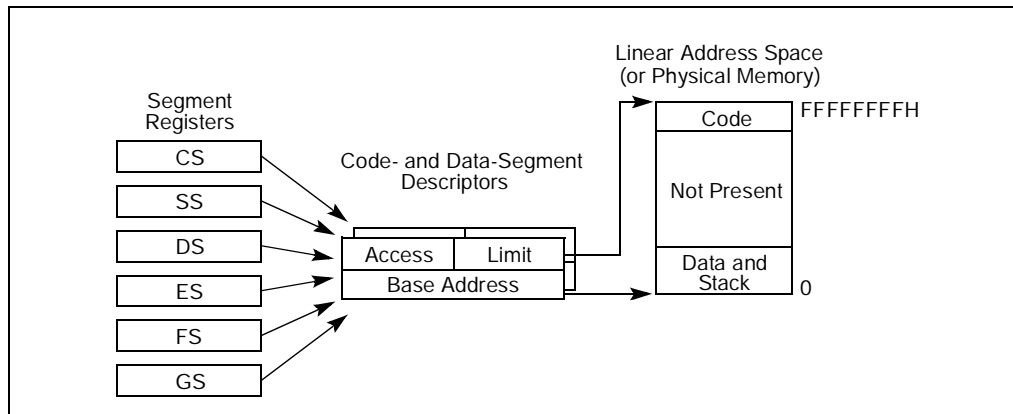 Linear Address Space
(or Physical Memory)
Segment
Registers
FFFFFFFFH
Code
CS
Code- and Data-Segment
Descriptors
Not Present
SS
DS
Access
Limit
Data and
Stack
ES
Base Address
0
FS
GS